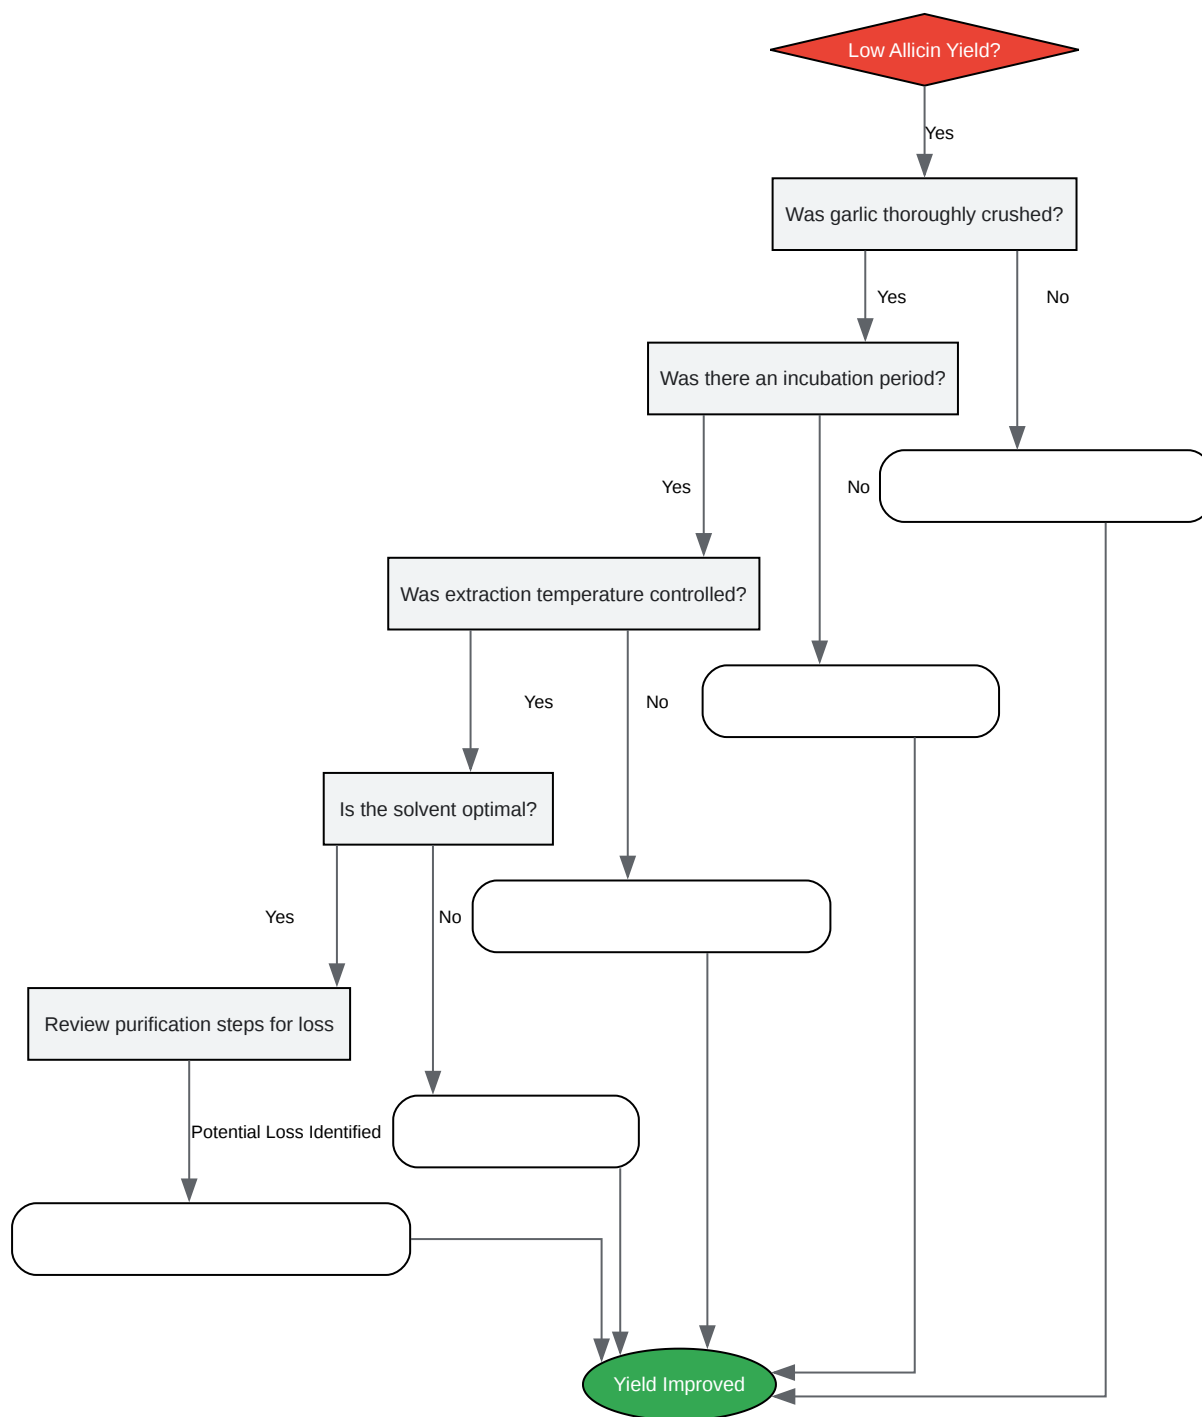 Low Allicin Yield?
Yes
Was garlic thoroughly crushed?
Yes
No
Was there an incubation period?
Yes
No
Was extraction temperature controlled?
Yes
No
Is the solvent optimal?
Yes
No
Review purification steps for loss
Potential Loss Identified
Yield Improved